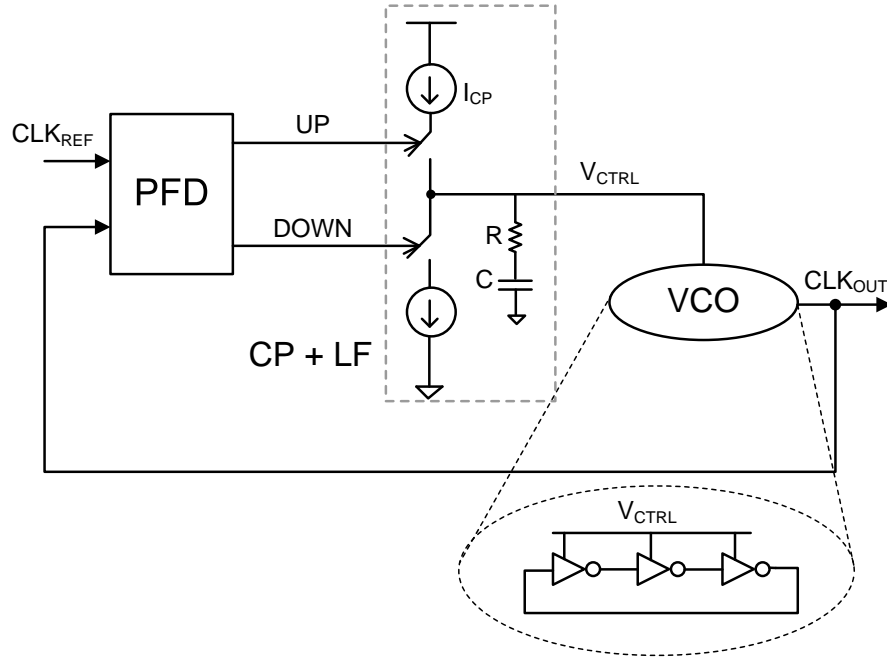 I_CP
UP
CLK_REF
PFD
V_CTRL
DOWN
R
C
CLK_OUT
VCO
CP + LF
V_CTRL